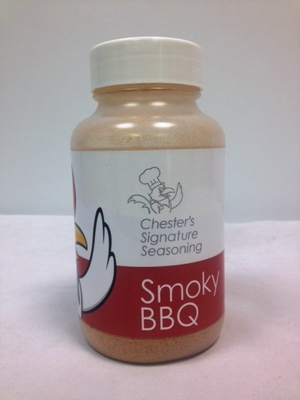 Chester's
Signature
Seasoning
Smoky
BBQ